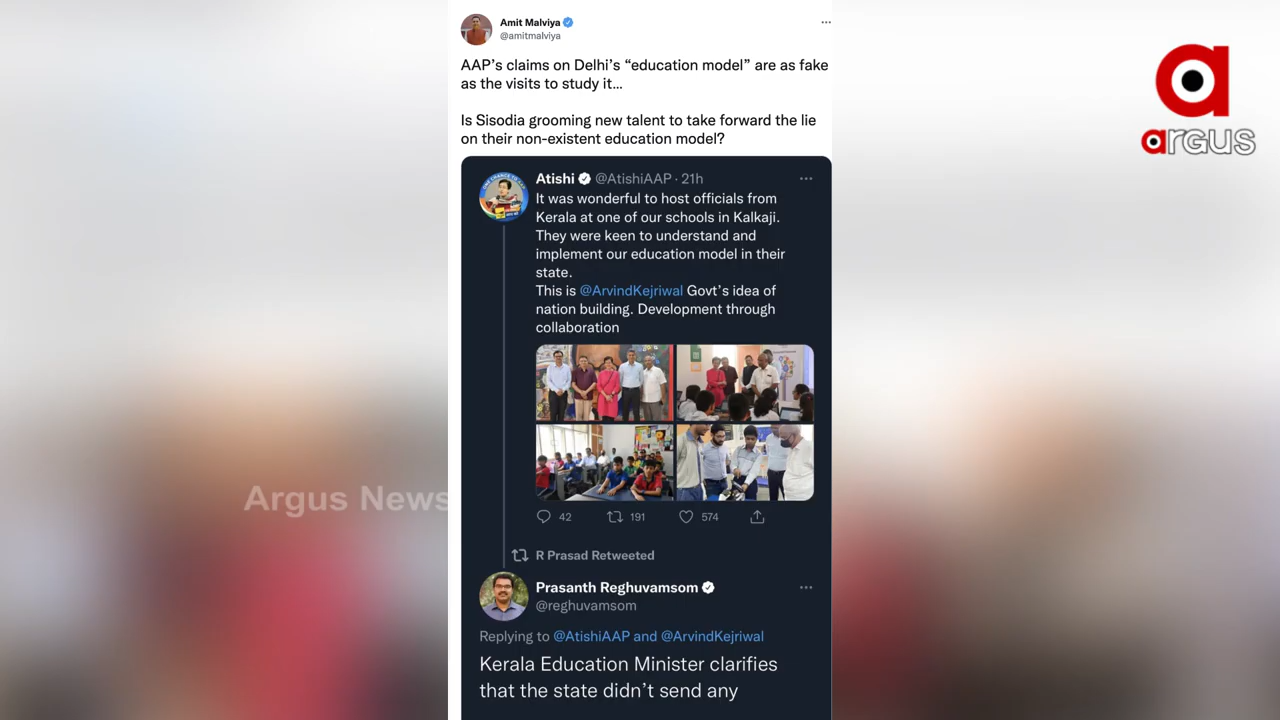 Amit Malviya
@amitmalviya
AAP’s claims on Delhi’s “education model” are as fake
as the visits to study it…
Is Sisodia grooming new talent to take forward the lie
on their non-existent education model?
Atishi @AtishiAAP · 21h
It was wonderful to host officials from
Kerala at one of our schools in Kalkaji.
They were keen to understand and
implement our education model in their
state.
This is @ArvindKejriwal Govt’s idea of
nation building. Development through
collaboration
42 191 574
R Prasad Retweeted
Prasanth Reghuvamsom
@reghuvamsom
Replying to @AtishiAAP and @ArvindKejriwal
Kerala Education Minister clarifies
that the state didn’t send any
argus
Argus News